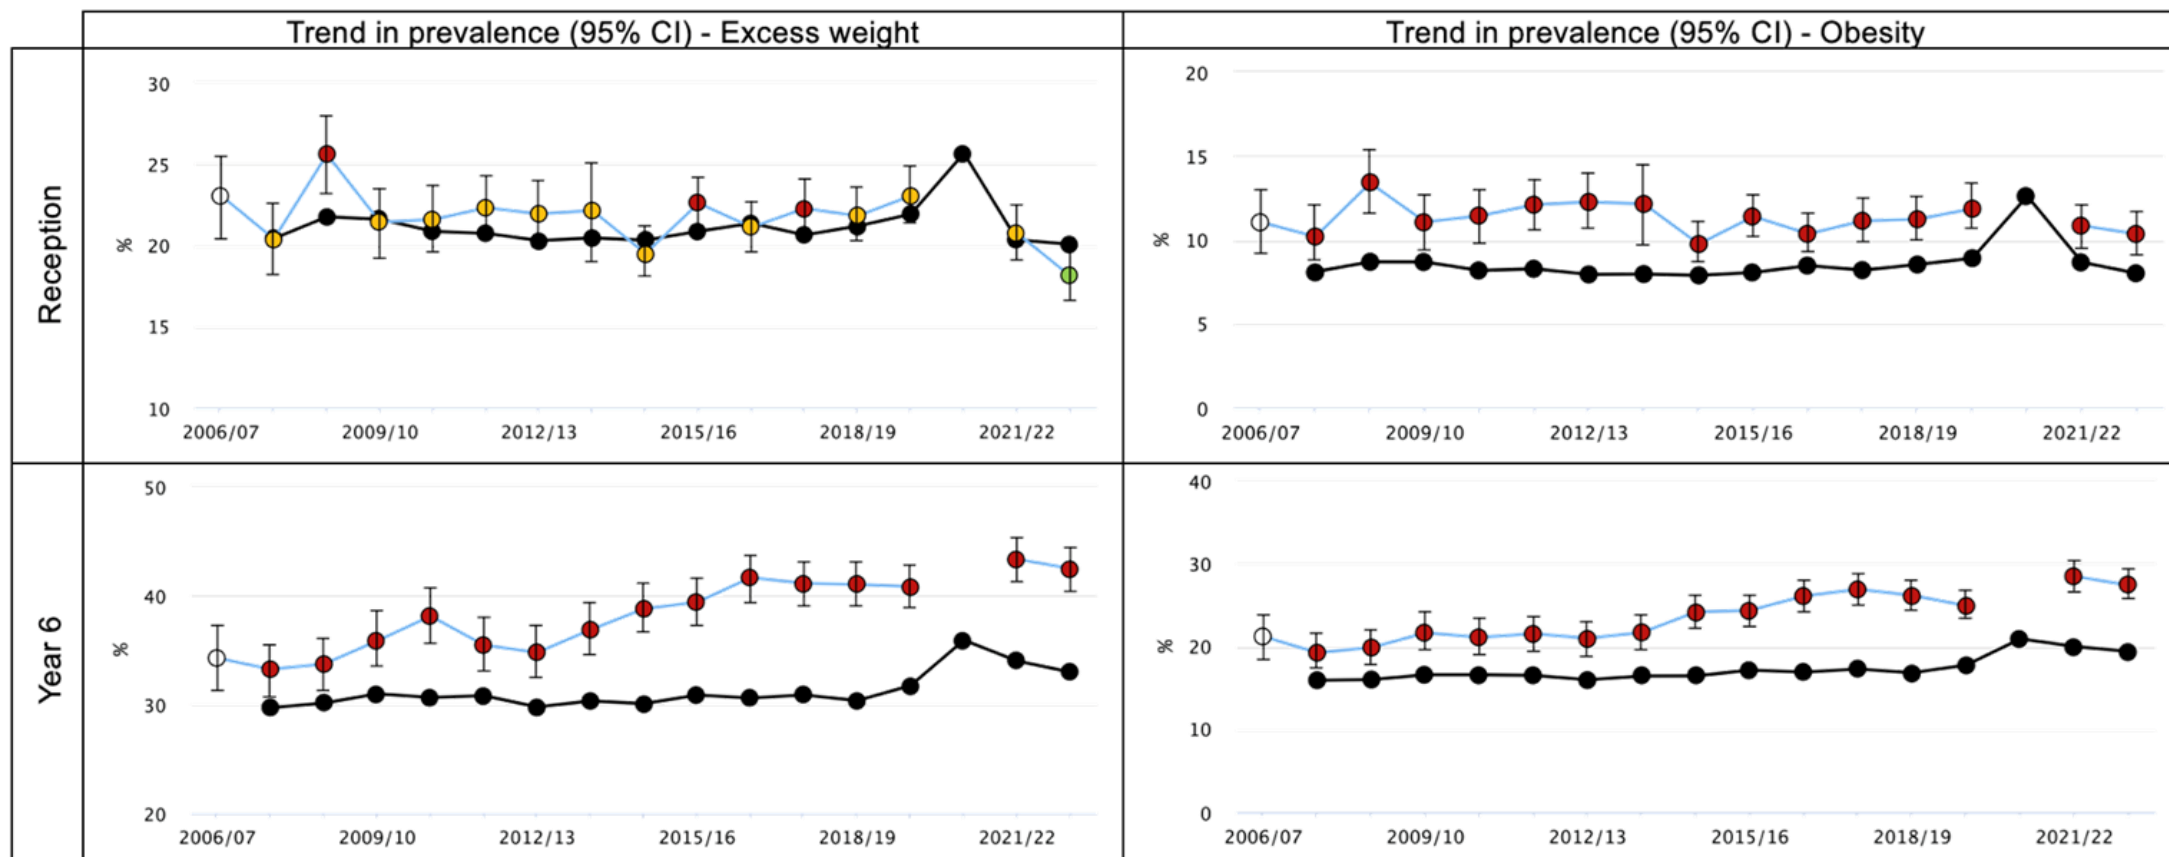 Trend in prevalence (95% CI) - Excess weight
Trend in prevalence (95% CI) - Obesity
Reception
30
25
20
15
10
%
2006/07 2009/10 2012/13 2015/16 2018/19 2021/22
20
15
10
5
0
%
2006/07 2009/10 2012/13 2015/16 2018/19 2021/22
Year 6
50
40
30
20
%
2006/07 2009/10 2012/13 2015/16 2018/19 2021/22
40
30
20
10
0
%
2006/07 2009/10 2012/13 2015/16 2018/19 2021/22